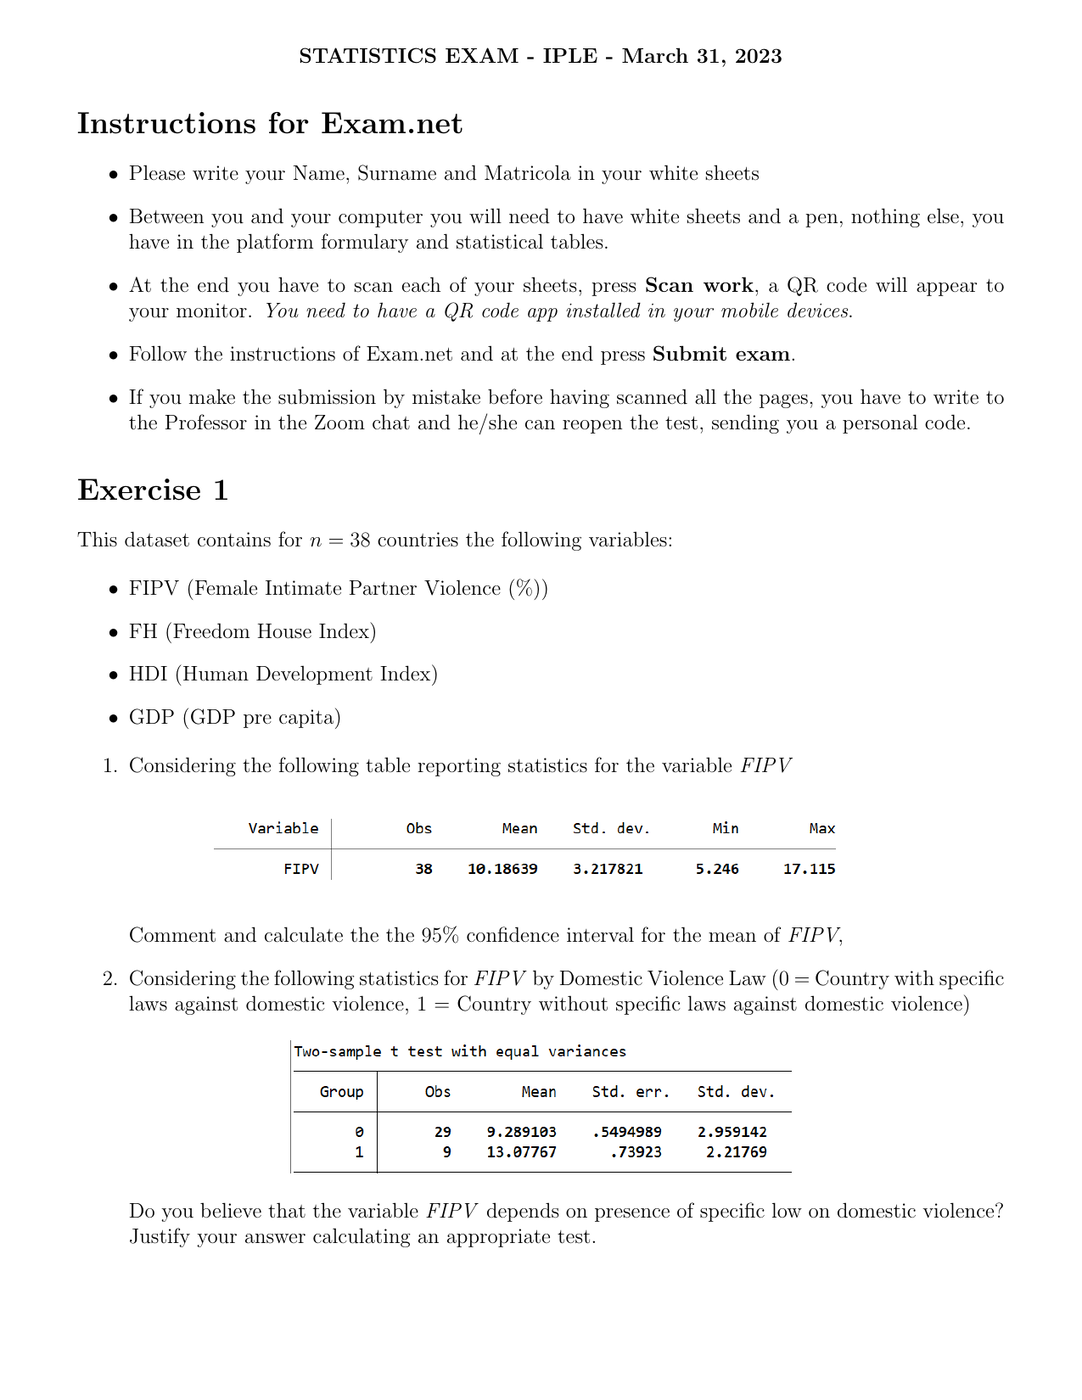 STATISTICS EXAM - IPLE - March 31, 2023
Instructions for Exam.net
• Please write your Name, Surname and Matricola in your white sheets
• Between you and your computer you will need to have white sheets and a pen, nothing else, you
have in the platform formulary and statistical tables.
• At the end you have to scan each of your sheets, press Scan work, a QR code will appear to
your monitor. You need to have a QR code app installed in your mobile devices.
• Follow the instructions of Exam.net and at the end press Submit exam.
• If you make the submission by mistake before having scanned all the pages, you have to write to
the Professor in the Zoom chat and he/she can reopen the test, sending you a personal code.
Exercise 1
This dataset contains for n = 38 countries the following variables:
• FIPV (Female Intimate Partner Violence (%))
• FH (Freedom House Index)
• HDI (Human Development Index)
• GDP (GDP pre capita)
1. Considering the following table reporting statistics for the variable FIPV
Variable Obs Mean Std. dev. Min Max
FIPV 38 10.18639 3.217821 5.246 17.115
Comment and calculate the the 95% confidence interval for the mean of FIPV,
2. Considering the following statistics for FIPV by Domestic Violence Law (0 = Country with specific
laws against domestic violence, 1 = Country without specific laws against domestic violence)
Two-sample t test with equal variances
Group Obs Mean Std. err. Std. dev.
0 29 9.289103 .5494989 2.959142
1 9 13.07767 .73923 2.21769
Do you believe that the variable FIPV depends on presence of specific low on domestic violence?
Justify your answer calculating an appropriate test.